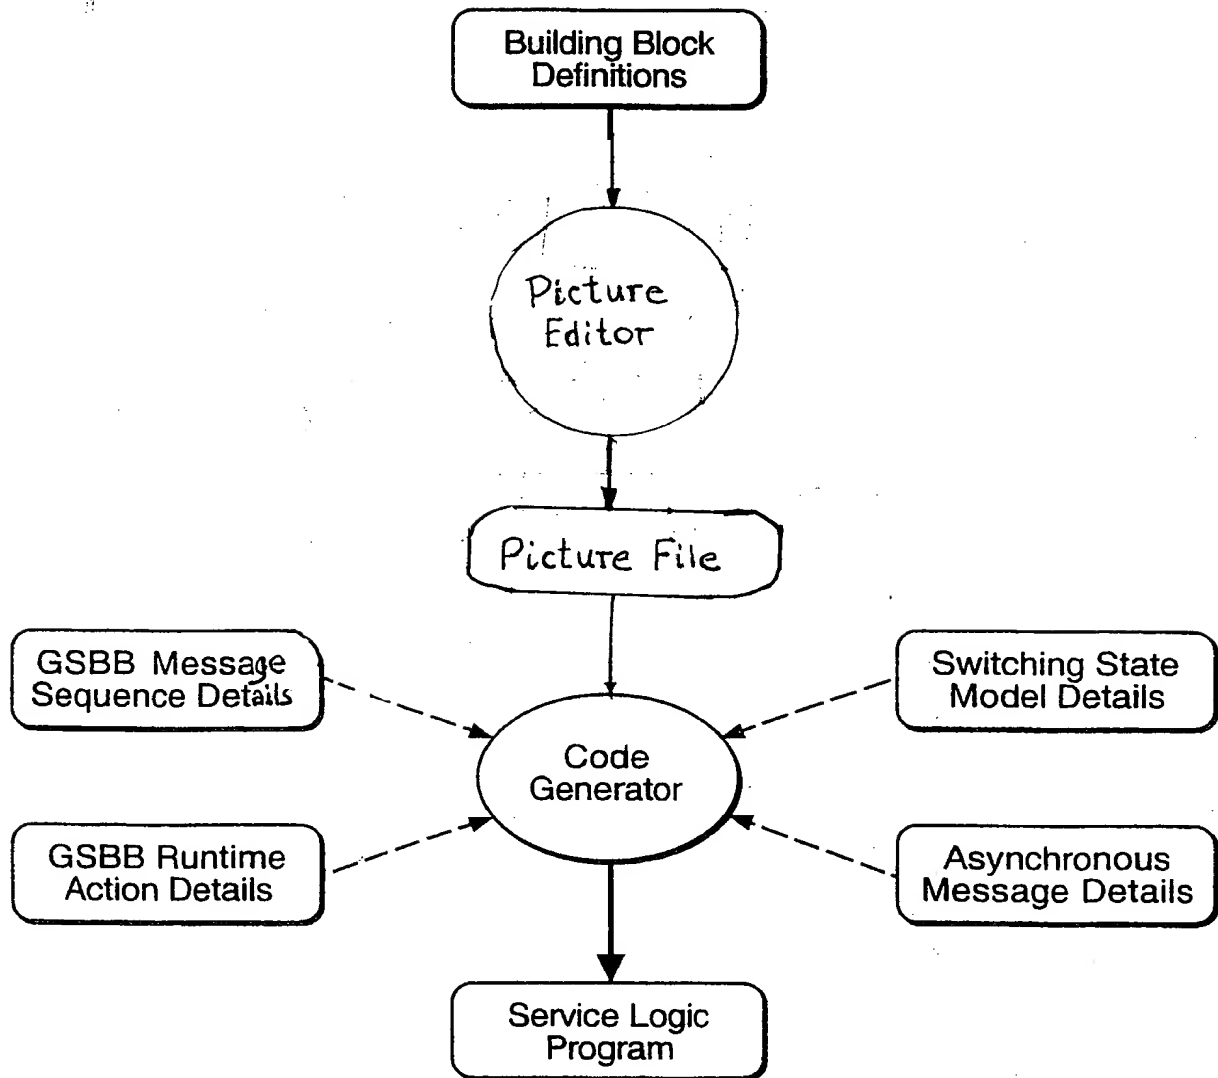 Building Block
Definitions
Picture
Editor
Picture File
GSBB Message
Sequence Details
Switching State
Model Details
Code
Generator
GSBB Runtime
Action Details
Asynchronous
Message Details
Service Logic
Program